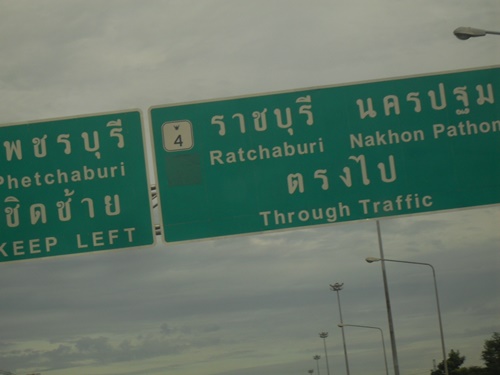 เพชรบุรี
Phetchaburi
ชิดซ้าย
KEEP LEFT
4
ราชบุรี นครปฐม
Ratchaburi Nakhon Pathom
ตรงไป
Through Traffic